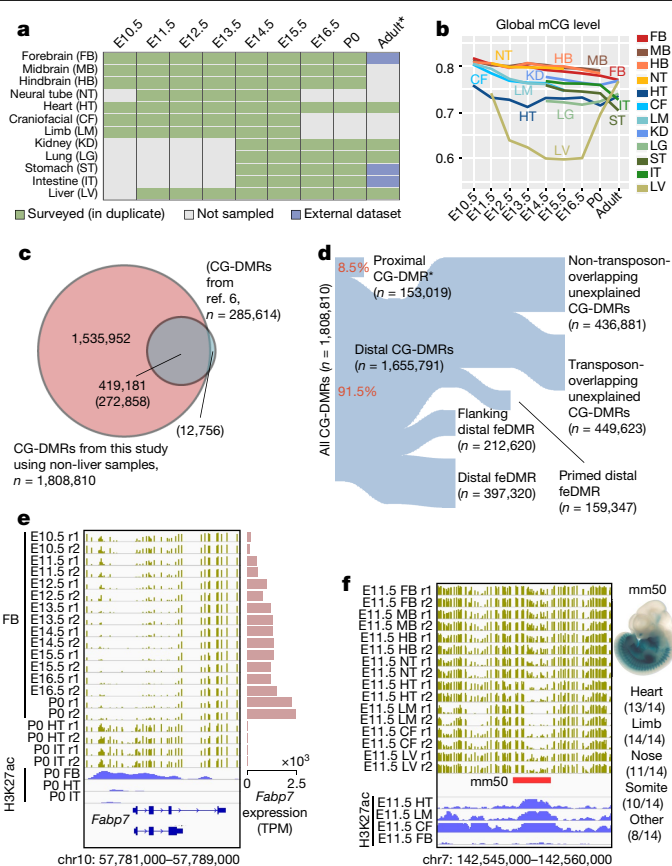 a
E10.5 E11.5 E12.5 E13.5 E14.5 E15.5 E16.5 P0 Adult*
Forebrain (FB)
Midbrain (MB)
Hindbrain (HB)
Neural tube (NT)
Heart (HT)
Craniofacial (CF)
Limb (LM)
Kidney (KD)
Lung (LG)
Stomach (ST)
Intestine (IT)
Liver (LV)
Surveyed (in duplicate) Not sampled External dataset
b
Global mCG level
0.8
0.7
0.6
NT HB MB FB
CF KD
LM
HT LG IT
ST
LV
E10.5 E11.5 E12.5 E13.5 E14.5 E15.5 E16.5 P0 Adult
FB
MB
HB
NT
HT
CF
LM
KD
LG
ST
IT
LV
c
(CG-DMRs
from
ref. 6,
n = 285,614)
1,535,952
419,181
(272,858)
(12,756)
CG-DMRs from this study
using non-liver samples,
n = 1,808,810
d
All CG-DMRs (n = 1,808,810)
8.5%
Proximal
CG-DMR*
(n = 153,019)
Distal CG-DMRs
(n = 1,655,791)
91.5%
Flanking
distal feDMR
(n = 212,620)
Distal feDMR
(n = 397,320)
Non-transposon-
overlapping
unexplained
CG-DMRs
(n = 436,881)
Transposon-
overlapping
unexplained
CG-DMRs
(n = 449,623)
Primed distal
feDMR
(n = 159,347)
e
FB
E10.5 r1
E10.5 r2
E11.5 r1
E11.5 r2
E12.5 r1
E12.5 r2
E13.5 r1
E13.5 r2
E14.5 r1
E14.5 r2
E15.5 r1
E15.5 r2
E16.5 r1
E16.5 r2
P0 r1
P0 r2
P0 HT r1
P0 HT r2
P0 IT r1
P0 IT r2
H3K27ac
P0 FB
P0 HT
P0 IT
Fabp7
chr10: 57,781,000–57,789,000
×10³
0 2.5
Fabp7
expression
(TPM)
f
E11.5 FB r1
E11.5 FB r2
E11.5 MB r1
E11.5 MB r2
E11.5 HB r1
E11.5 HB r2
E11.5 NT r1
E11.5 NT r2
E11.5 HT r1
E11.5 HT r2
E11.5 LM r1
E11.5 LM r2
E11.5 CF r1
E11.5 CF r2
E11.5 LV r1
E11.5 LV r2
mm50
H3K27ac
E11.5 HT
E11.5 LM
E11.5 CF
E11.5 FB
chr7: 142,545,000–142,560,000
mm50
Heart
(13/14)
Limb
(14/14)
Nose
(11/14)
Somite
(10/14)
Other
(8/14)